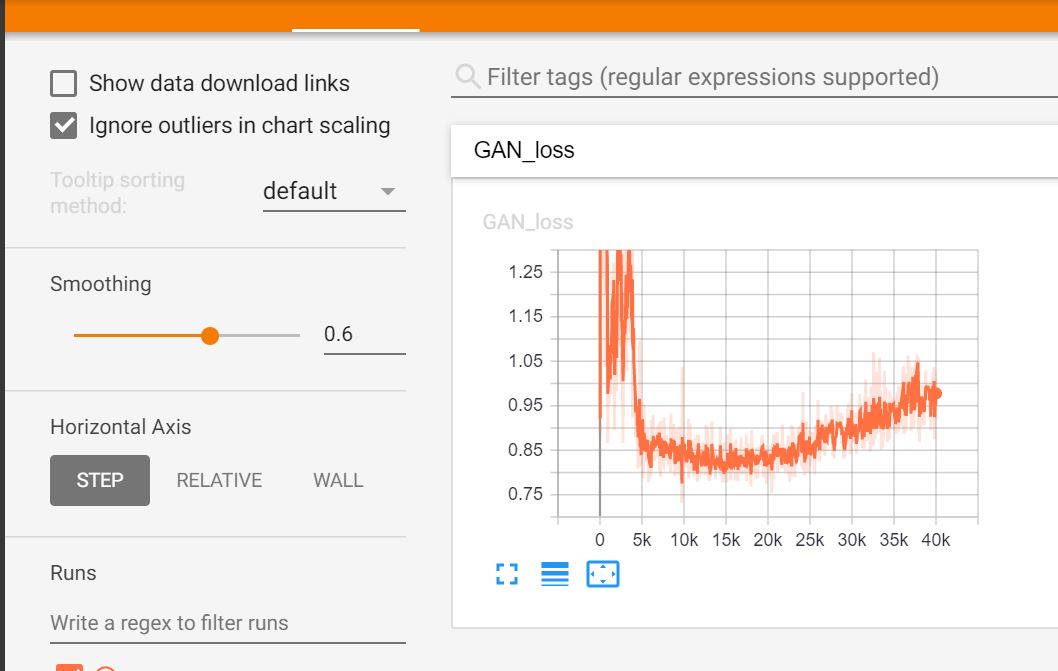 Show data download links
Ignore outliers in chart scaling
Tooltip sorting
method:
default
Smoothing
0.6
Horizontal Axis
STEP RELATIVE WALL
Runs
Write a regex to filter runs
Filter tags (regular expressions supported)
GAN_loss
GAN_loss
1.25
1.15
1.05
0.95
0.85
0.75
0 5k 10k 15k 20k 25k 30k 35k 40k